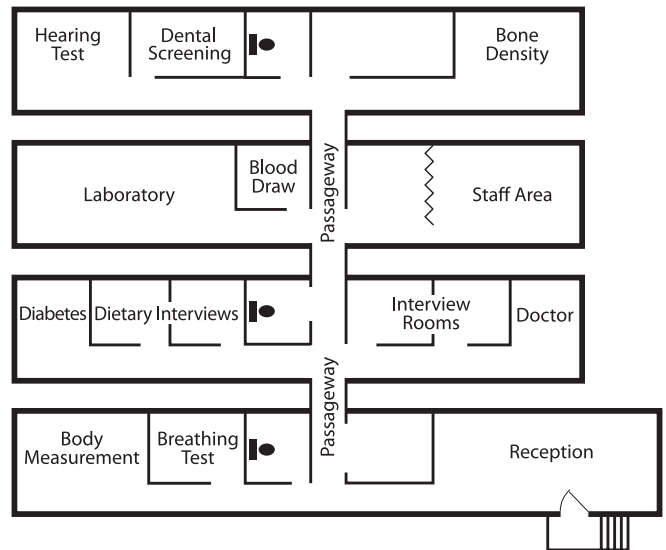 Hearing
Test
Dental
Screening
Bone
Density
Laboratory
Blood
Draw
Passageway
Staff Area
Diabetes
Dietary Interviews
Interview
Rooms
Doctor
Passageway
Body
Measurement
Breathing
Test
Reception